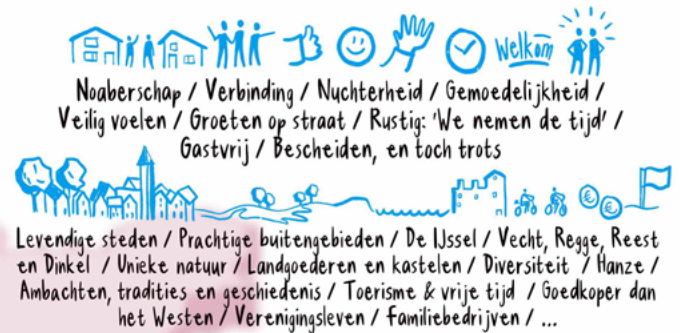 Welkom
Noaberschap / Verbinding / Nuchterheid / Gemoedelijkheid /
Veilig voelen / Groeten op straat / Rustig: 'We nemen de tijd' /
Gastvrij / Bescheiden, en toch trots
€ €
Levendige steden / Prachtige buitengebieden / De IJssel / Vecht, Regge, Reest
en Dinkel / Unieke natuur / Landgoederen en kastelen / Diversiteit / Hanze /
Ambachten, tradities en geschiedenis / Toerisme & vrije tijd / Goedkoper dan
het Westen / Verenigingsleven / Familiebedrijven / ...